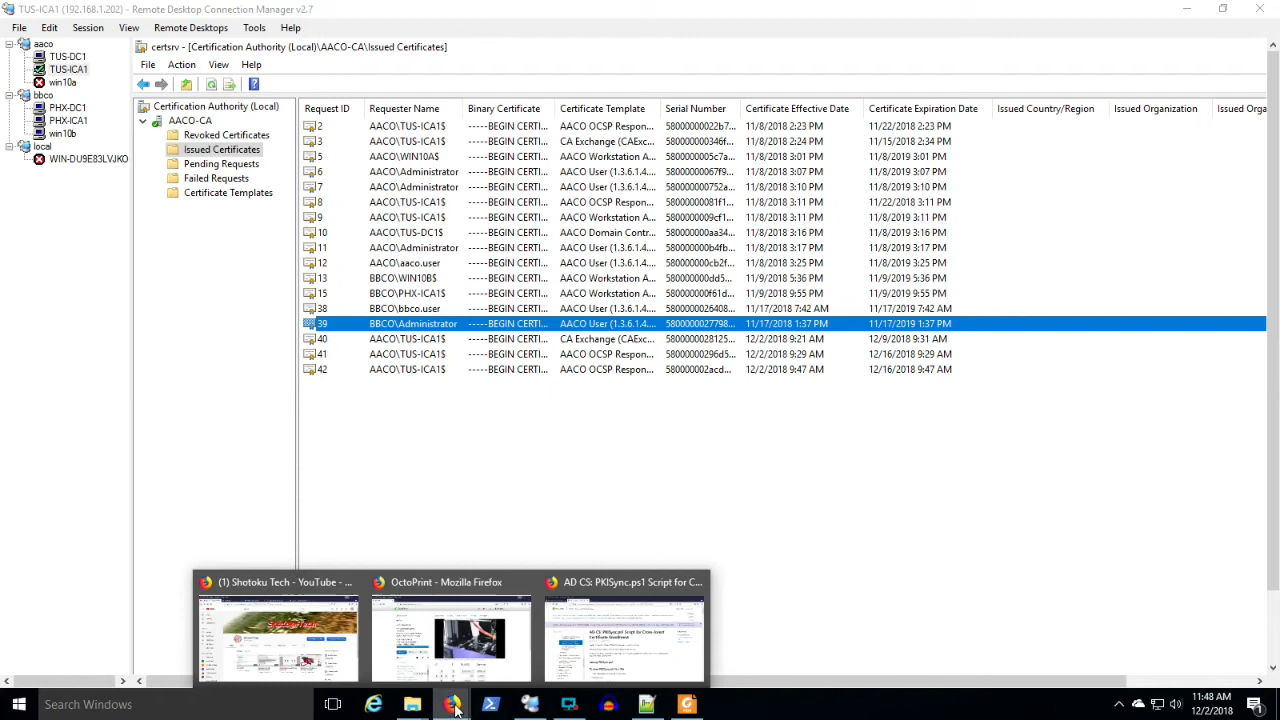 TUS-ICA1 (192.168.1.202) - Remote Desktop Connection Manager v2.7
File Edit Session View Remote Desktops Tools Help
aaco
TUS-DC1
TUS-ICA1
win10a
bbco
PHX-DC1
PHX-ICA1
win10b
local
WIN-DU9E83LVJKO
certsrv - [Certification Authority (Local)\AACO-CA\Issued Certificates]
File Action View Help
Certification Authority (Local)
AACO-CA
Revoked Certificates
Issued Certificates
Pending Requests
Failed Requests
Certificate Templates
Request ID Requester Name Binary Certificate Certificate Template Serial Number Certificate Effective Date Certificate Expiration Date Issued Country/Region Issued Organization Issued Orga
2 AACO\TUS-ICA1$ -----BEGIN CERTI... AACO OCSP Respon... 5800000022b7... 11/8/2018 2:23 PM 11/22/2018 2:23 PM
3 AACO\TUS-ICA1$ -----BEGIN CERTI... CA Exchange (CAExc... 580000000346f... 11/8/2018 2:24 PM 11/15/2018 2:34 PM
5 AACO\WIN10A$ -----BEGIN CERTI... AACO Workstation A... 58000000005c7a... 11/8/2018 3:01 PM 11/8/2019 3:01 PM
6 AACO\Administrator -----BEGIN CERTI... AACO User (1.3.6.1.4.... 580000000067f9... 11/8/2018 3:07 PM 11/8/2019 3:07 PM
7 AACO\Administrator -----BEGIN CERTI... AACO User (1.3.6.1.4.... 5800000000752a... 11/8/2018 3:10 PM 11/8/2019 3:10 PM
8 AACO\TUS-ICA1$ -----BEGIN CERTI... AACO OCSP Respon... 580000000081f1... 11/8/2018 3:11 PM 11/22/2018 3:11 PM
9 AACO\TUS-ICA1$ -----BEGIN CERTI... AACO Workstation A... 58000000009cf1... 11/8/2018 3:11 PM 11/8/2019 3:11 PM
10 AACO\TUS-DC1$ -----BEGIN CERTI... AACO Domain Contr... 5800000000aa34... 11/8/2018 3:16 PM 11/8/2019 3:16 PM
11 AACO\Administrator -----BEGIN CERTI... AACO User (1.3.6.1.4.... 5800000000b4fb... 11/8/2018 3:17 PM 11/8/2019 3:17 PM
12 AACO\aaco.user -----BEGIN CERTI... AACO User (1.3.6.1.4.... 5800000000cb2f... 11/8/2018 3:25 PM 11/8/2019 3:25 PM
13 BBCO\WIN10B$ -----BEGIN CERTI... AACO Workstation A... 5800000000dd5... 11/9/2018 5:36 PM 11/9/2019 5:36 PM
15 BBCO\PHX-ICA1$ -----BEGIN CERTI... AACO Workstation A... 5800000000f61d... 11/9/2018 9:55 PM 11/9/2019 9:55 PM
38 BBCO\bbco.user -----BEGIN CERTI... AACO User (1.3.6.1.4.... 58000000026408... 11/17/2018 7:42 AM 11/17/2019 7:42 AM
39 BBCO\Administrator -----BEGIN CERTI... AACO User (1.3.6.1.4.... 58000000027798... 11/17/2018 1:37 PM 11/17/2019 1:37 PM
40 AACO\TUS-ICA1$ -----BEGIN CERTI... CA Exchange (CAExc... 58000000028125... 12/2/2018 9:21 AM 12/9/2018 9:31 AM
41 AACO\TUS-ICA1$ -----BEGIN CERTI... AACO OCSP Respon... 580000000296d5... 12/2/2018 9:29 AM 12/16/2018 9:29 AM
42 AACO\TUS-ICA1$ -----BEGIN CERTI... AACO OCSP Respon... 58000000002acd... 12/2/2018 9:47 AM 12/16/2018 9:47 AM
(1) Shotoku Tech - YouTube - ... OctoPrint - Mozilla Firefox AD CS: PKISync.ps1 Script for C...
Search Windows
11:48 AM
12/2/2018